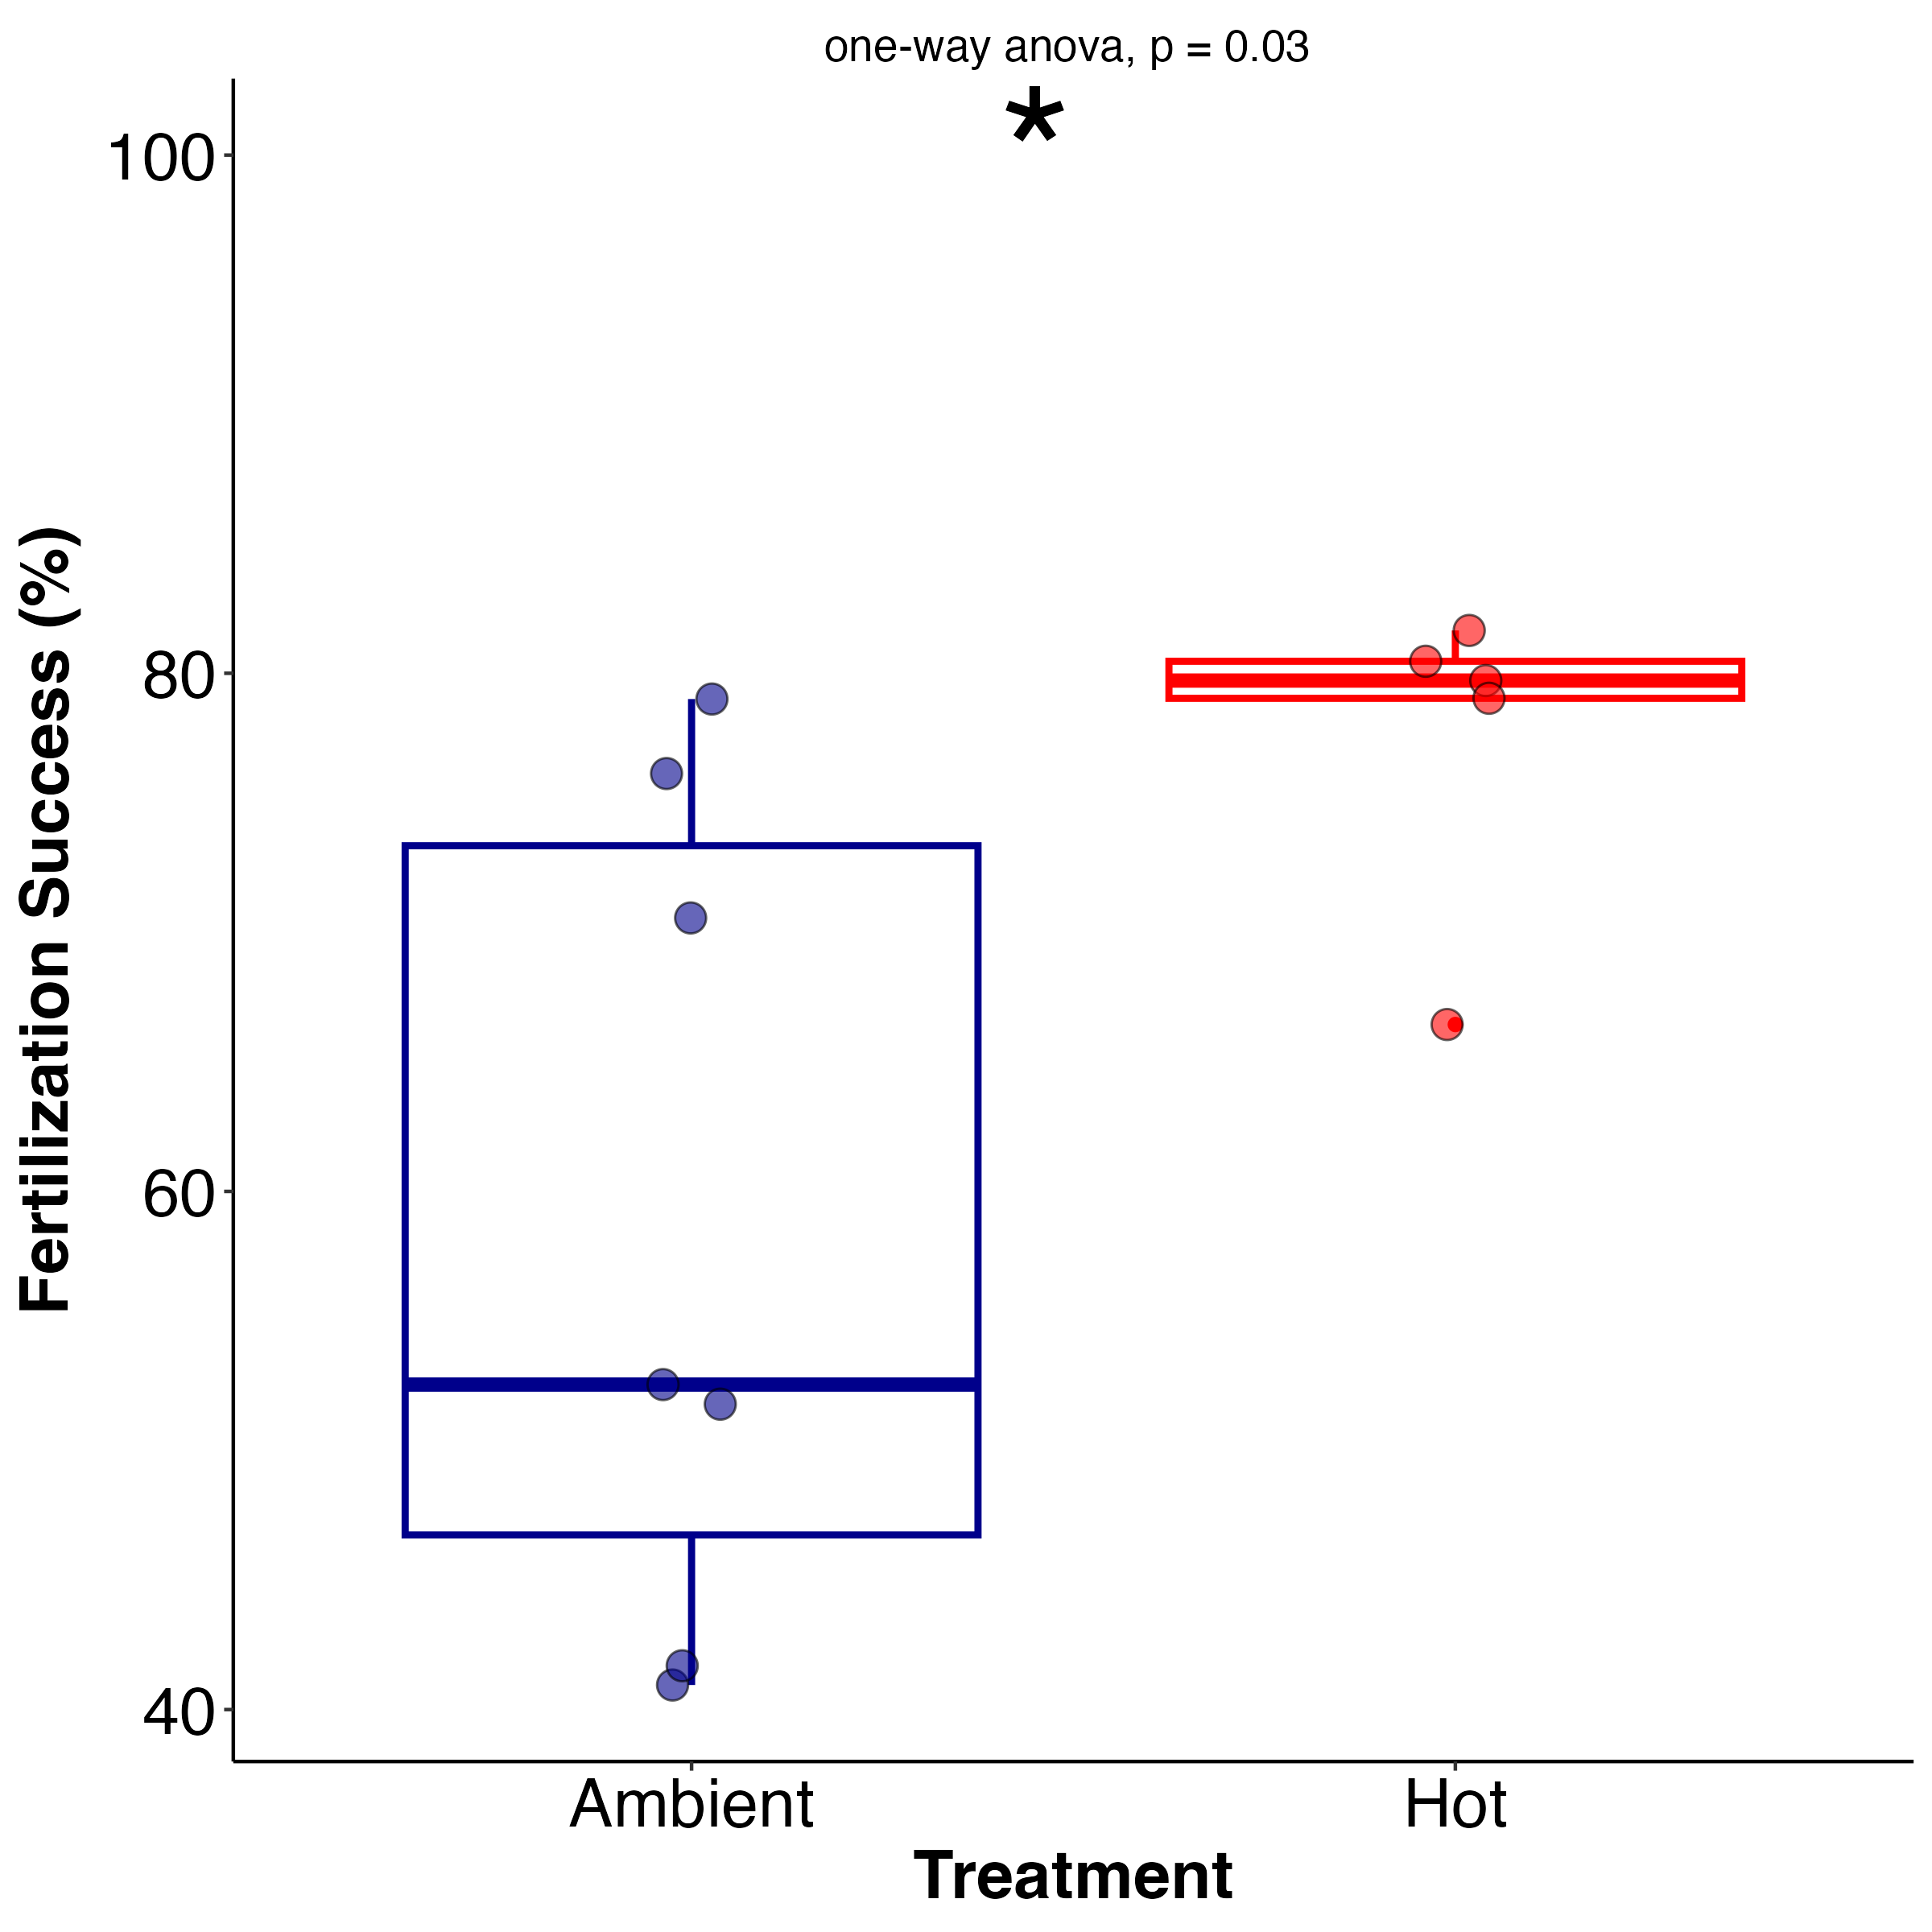 one-way anova, p = 0.03
*
100
80
60
40
Fertilization Success (%)
Ambient
Hot
Treatment